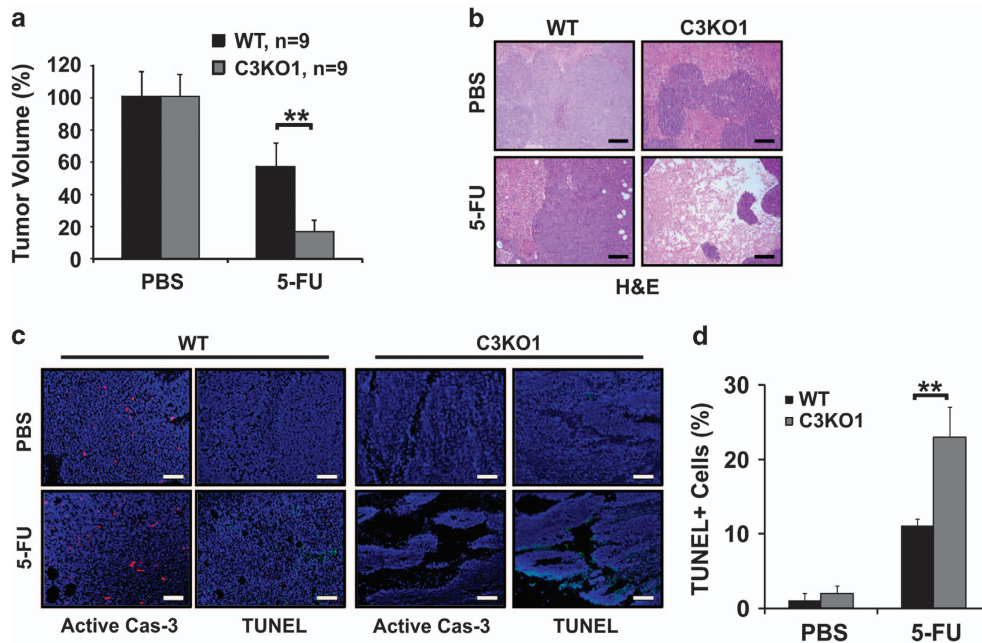 a
WT, n=9
C3KO1, n=9
Tumor Volume (%)
120
100
80
60
40
20
0
**
PBS
5-FU
b
WT
C3KO1
PBS
5-FU
H&E
c
WT
C3KO1
PBS
5-FU
Active Cas-3
TUNEL
Active Cas-3
TUNEL
d
WT
C3KO1
TUNEL+ Cells (%)
30
20
10
0
**
PBS
5-FU